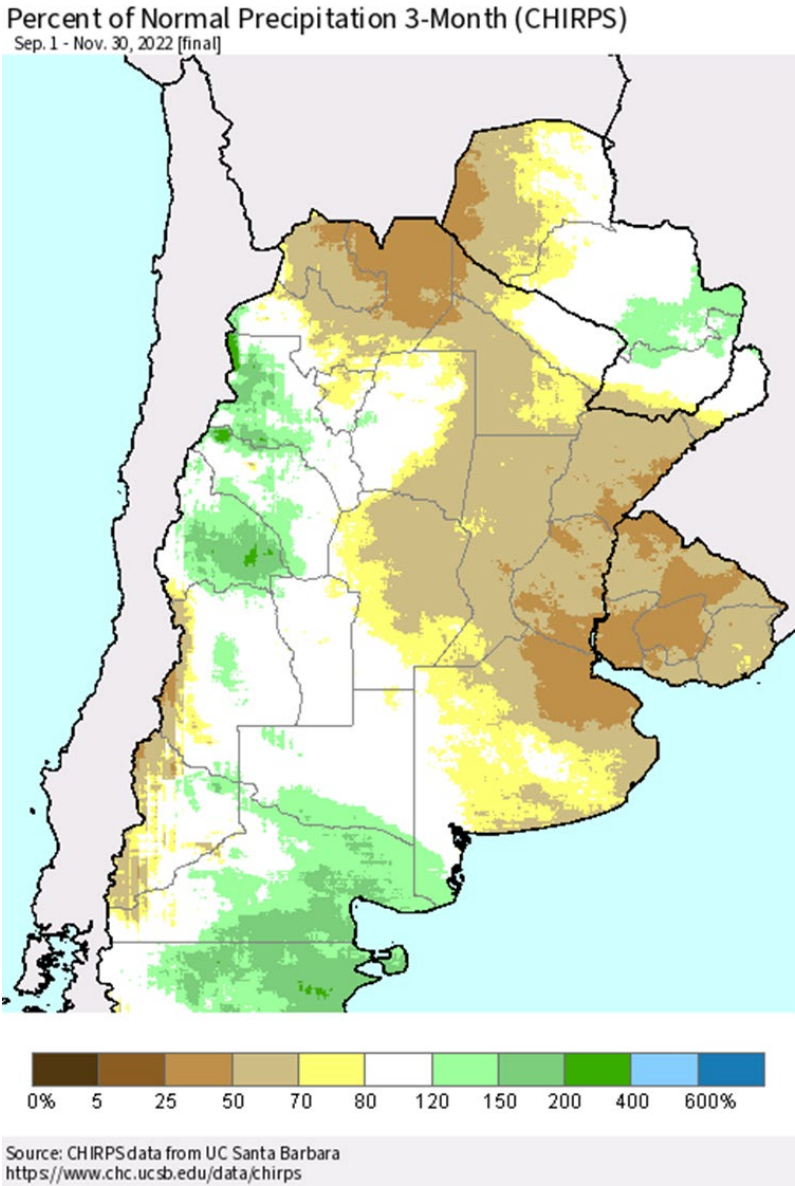 Percent of Normal Precipitation 3-Month (CHIRPS)
Sep. 1 - Nov. 30, 2022 [final]
0% 5 25 50 70 80 120 150 200 400 600%
Source: CHIRPS data from UC Santa Barbara
https://www.chc.ucsb.edu/data/chirps